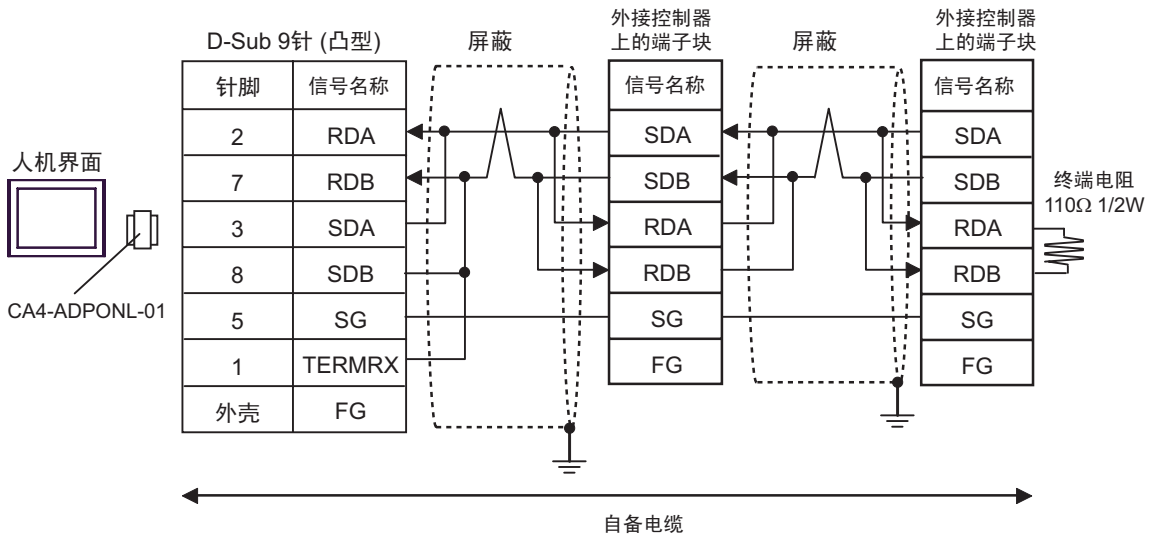 D-Sub 9针 (凸型)
屏蔽
外接控制器
上的端子块
屏蔽
外接控制器
上的端子块
针脚 信号名称
信号名称
信号名称
2 RDA
SDA
SDA
7 RDB
SDB
SDB
3 SDA
RDA
RDA
8 SDB
RDB
RDB
5 SG
SG
SG
1 TERMRX
FG
FG
外壳 FG
人机界面
CA4-ADPONL-01
终端电阻
110Ω 1/2W
自备电缆